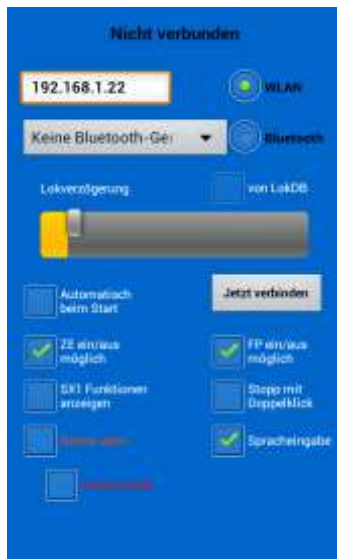 Nicht verbunden
192.168.1.22
WLAN
Keine Bluetooth-Ge
Bluetooth
Lokverzögerung
von LokDB
Automatisch
beim Start
Jetzt verbinden
ZE ein/aus
möglich
FP ein/aus
möglich
SX1 Funktionen
anzeigen
Stopp mit
Doppelklick
Spracheingabe